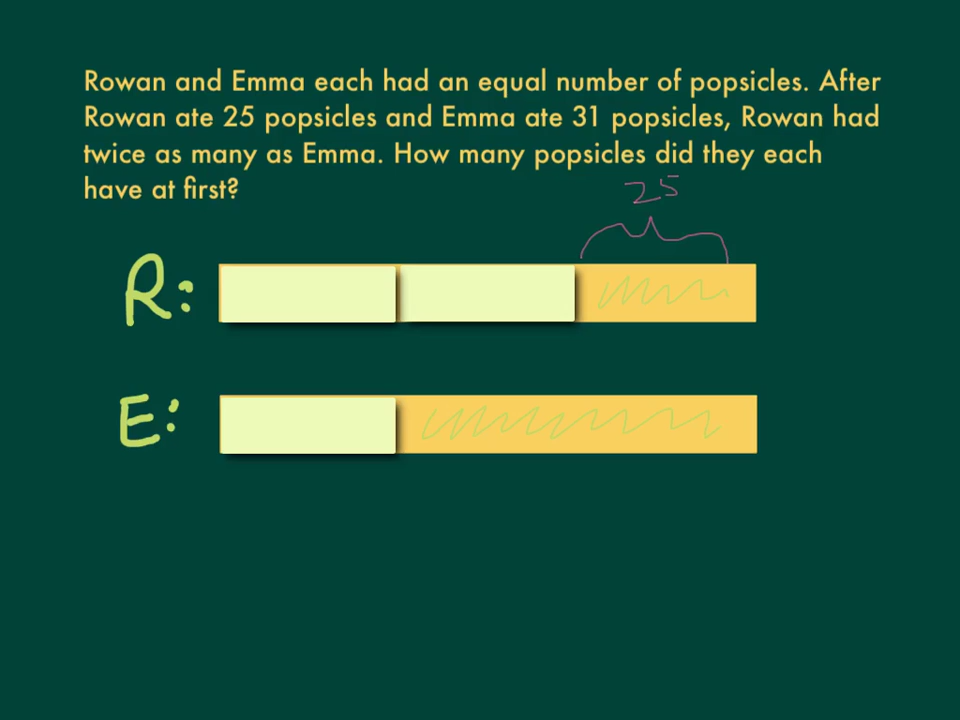 Rowan and Emma each had an equal number of popsicles. After
Rowan ate 25 popsicles and Emma ate 31 popsicles, Rowan had
twice as many as Emma. How many popsicles did they each
have at first?
25
R:
E: